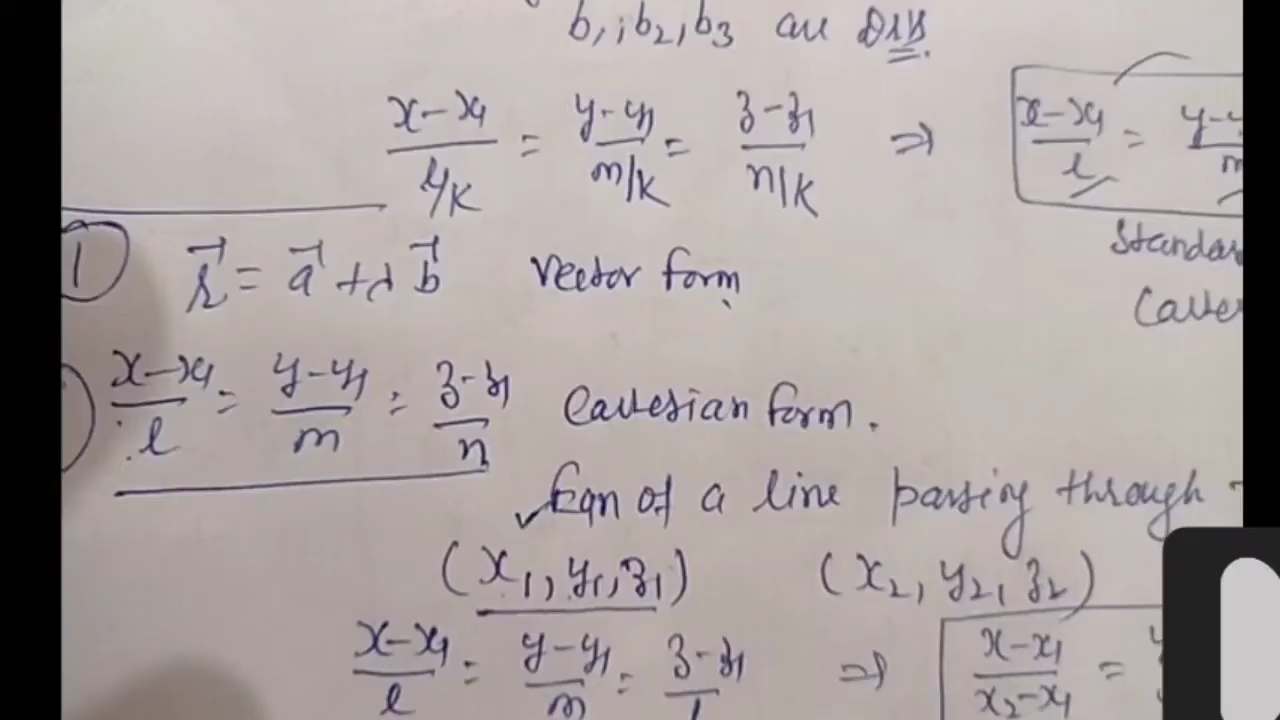 b₁, b₂, b₃ are DRs.
x-x₁/l/K = y-y₁/m/K = z-z₁/n/K ⇒ x-x₁/l = y-y/m
Standar
Carte
1 r⃗ = a⃗ + λ b⃗ Vector form
x-x₁/l = y-y₁/m = z-z₁/n Cartesian form.
✓ Eqn of a line passing through
(x₁, y₁, z₁) (x₂, y₂, z₂)
x-x₁/l = y-y₁/m = z-z₁/ ⇒ x-x₁/x₂-x₁ =